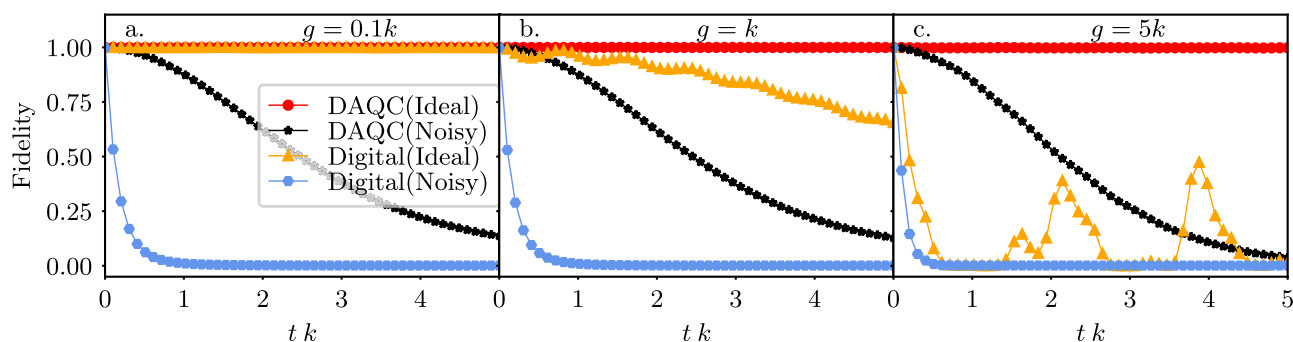 a. g = 0.1k
b. g = k
c. g = 5k
Fidelity
1.00
0.75
0.50
0.25
0.00
DAQC(Ideal)
DAQC(Noisy)
Digital(Ideal)
Digital(Noisy)
0 1 2 3 4
0 1 2 3 4
0 1 2 3 4 5
t k
t k
t k